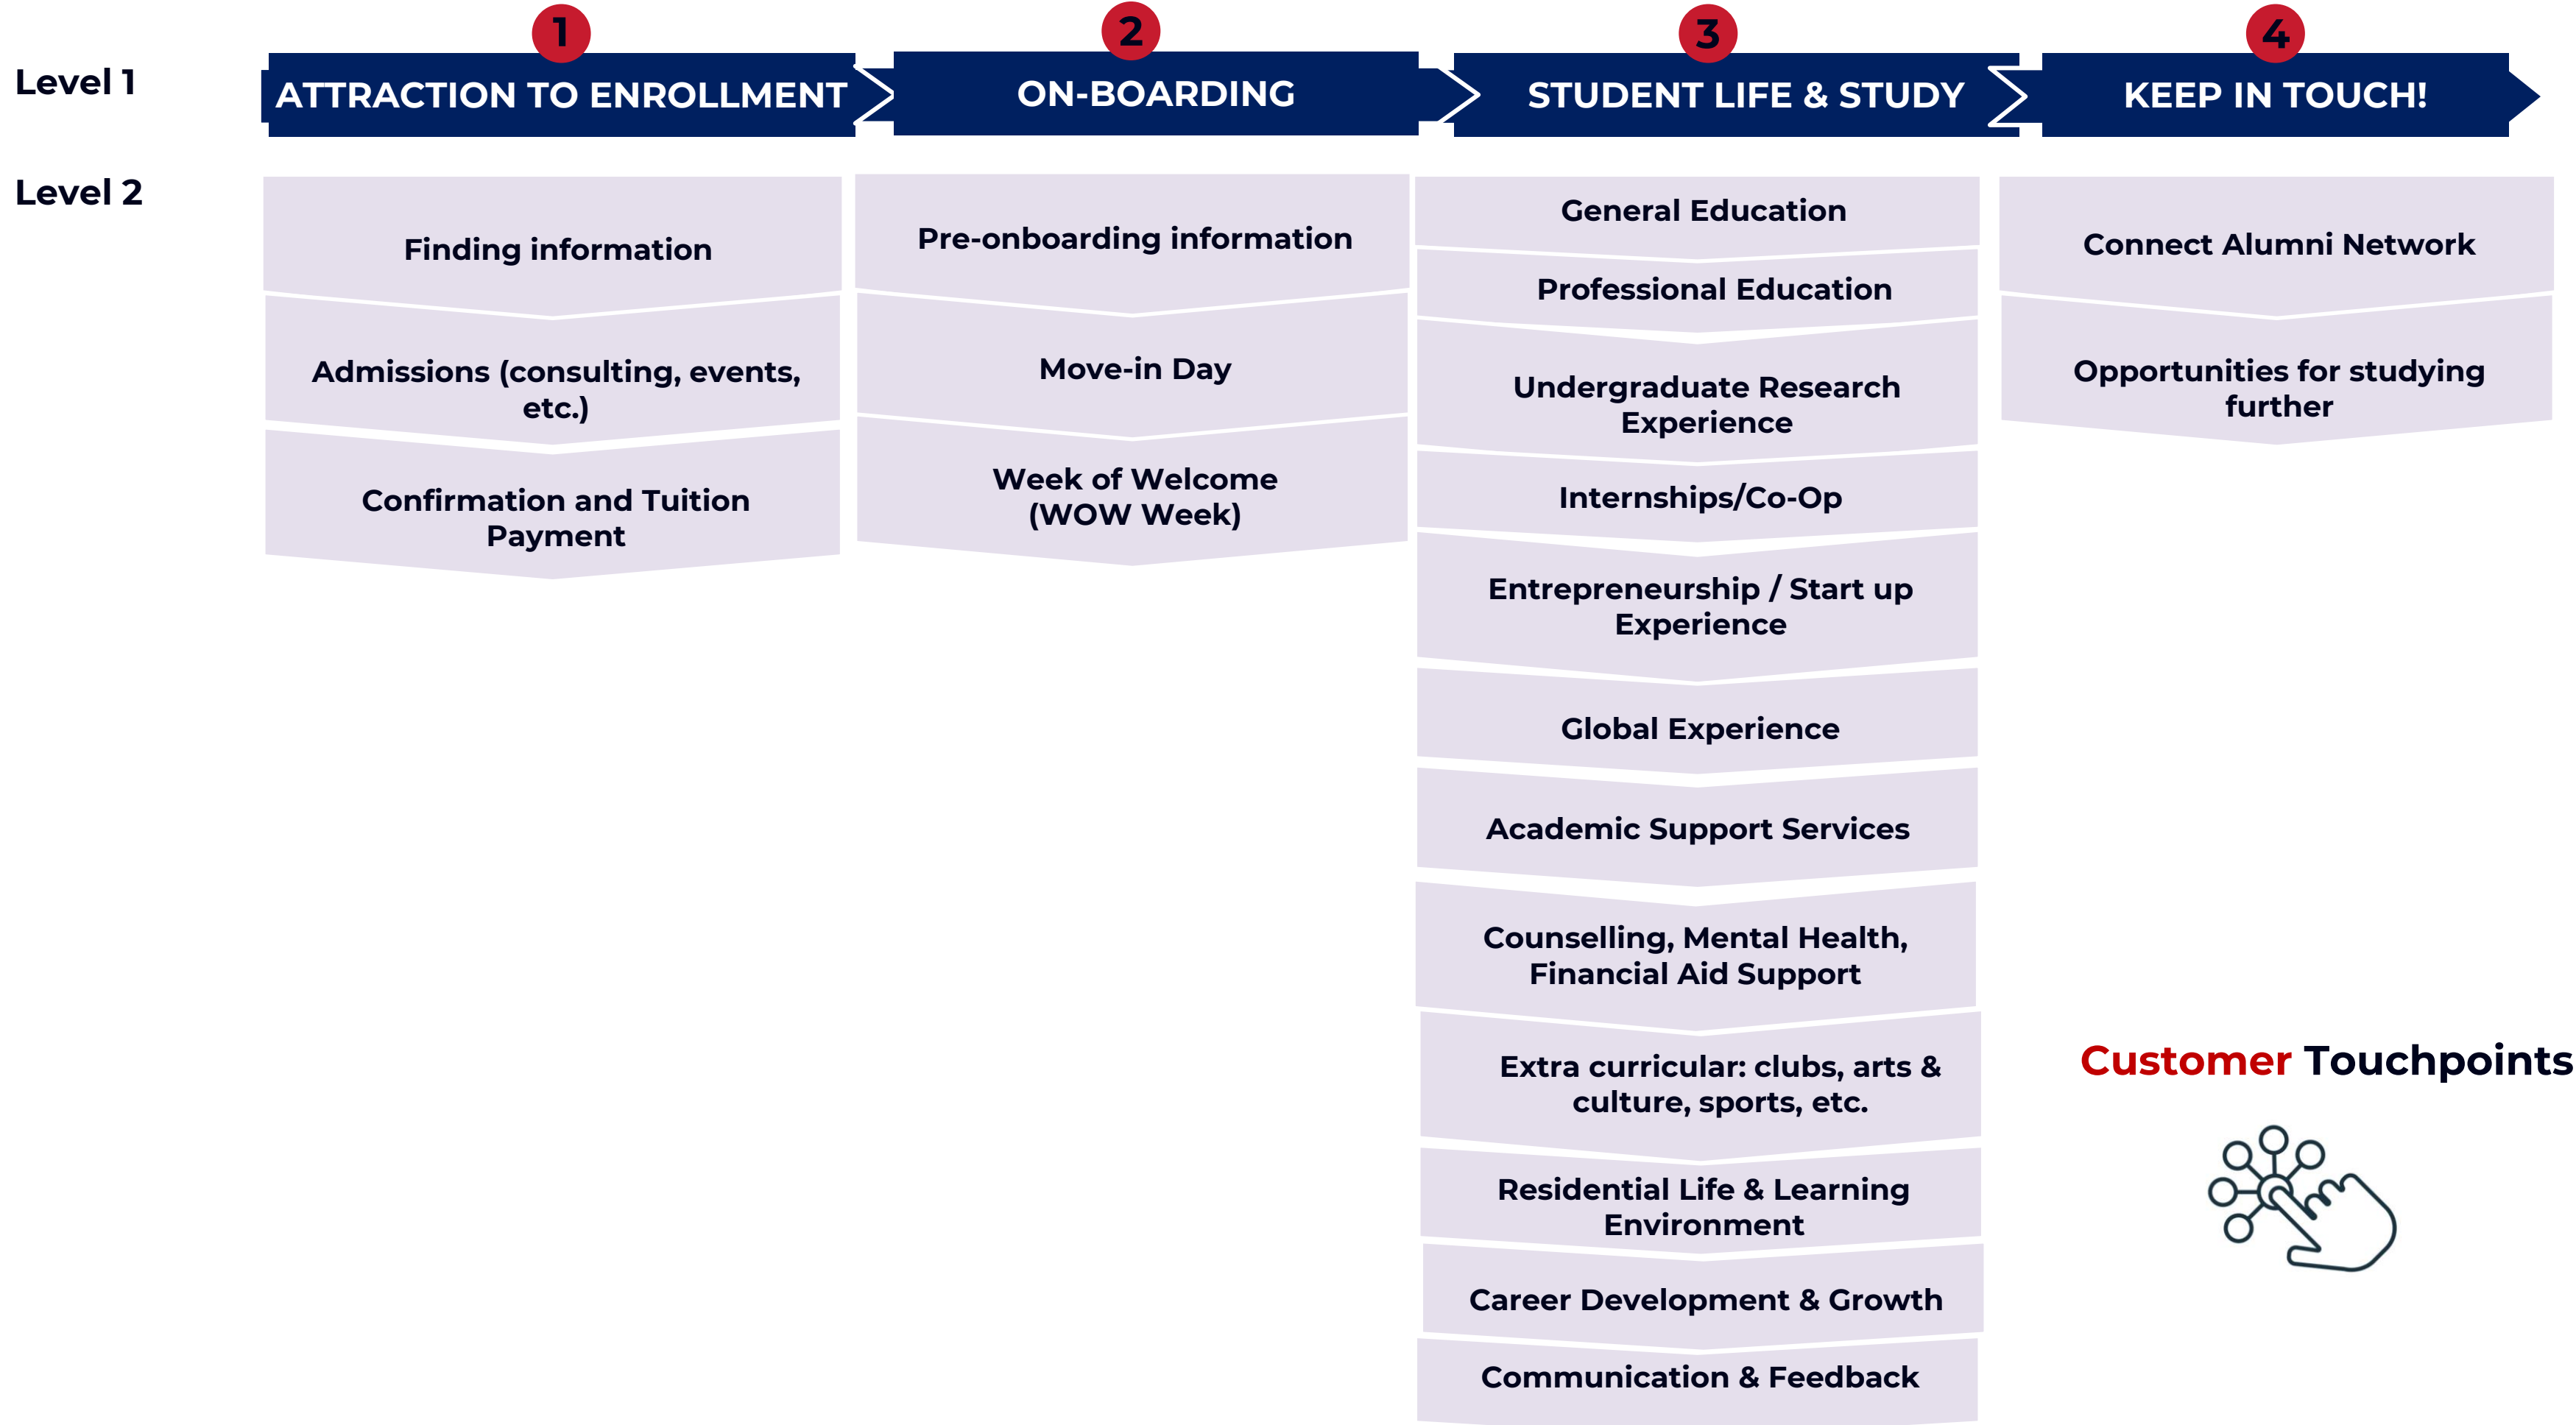 1
2
3
4
Level 1
ATTRACTION TO ENROLLMENT
ON-BOARDING
STUDENT LIFE & STUDY
KEEP IN TOUCH!
Level 2
Finding information
Admissions (consulting, events,
etc.)
Confirmation and Tuition
Payment
Pre-onboarding information
Move-in Day
Week of Welcome
(WOW Week)
General Education
Professional Education
Undergraduate Research
Experience
Internships/Co-Op
Entrepreneurship / Start up
Experience
Global Experience
Academic Support Services
Counselling, Mental Health,
Financial Aid Support
Extra curricular: clubs, arts &
culture, sports, etc.
Residential Life & Learning
Environment
Career Development & Growth
Communication & Feedback
Connect Alumni Network
Opportunities for studying
further
Customer Touchpoints